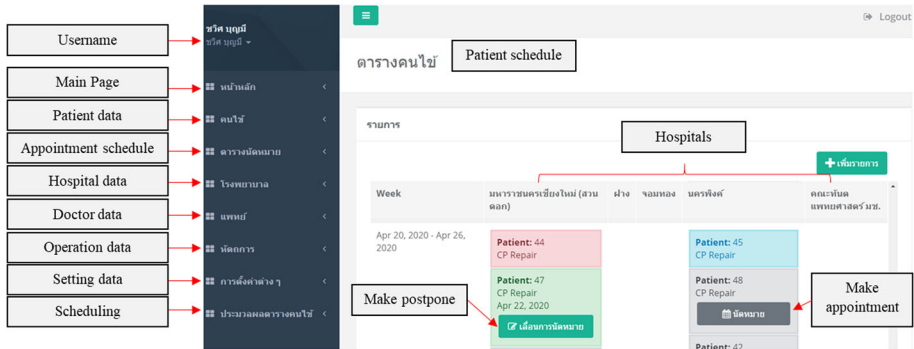 Username
Main Page
Patient data
Appointment schedule
Hospital data
Doctor data
Operation data
Setting data
Scheduling
ชวิศ บุญมี
ชวิศ บุญมี
หน้าหลัก
คนไข้
ตารางนัดหมาย
โรงพยาบาล
แพทย์
หัตถการ
การตั้งค่าต่าง ๆ
ประมวลผลตารางคนไข้
Logout
ตารางคนไข้
Patient schedule
รายการ
Hospitals
เพิ่มรายการ
Week
มหาราชนครเชียงใหม่ (สวน
ดอก)
ฝาง
จอมทอง
นครพิงค์
คณะทันต
แพทยศาสตร์ มช.
Apr 20, 2020 - Apr 26,
2020
Patient: 44
CP Repair
Patient: 45
CP Repair
Patient: 47
CP Repair
Apr 22, 2020
เลื่อนการนัดหมาย
Make postpone
Patient: 48
CP Repair
นัดหมาย
Make
appointment
Patient: 42